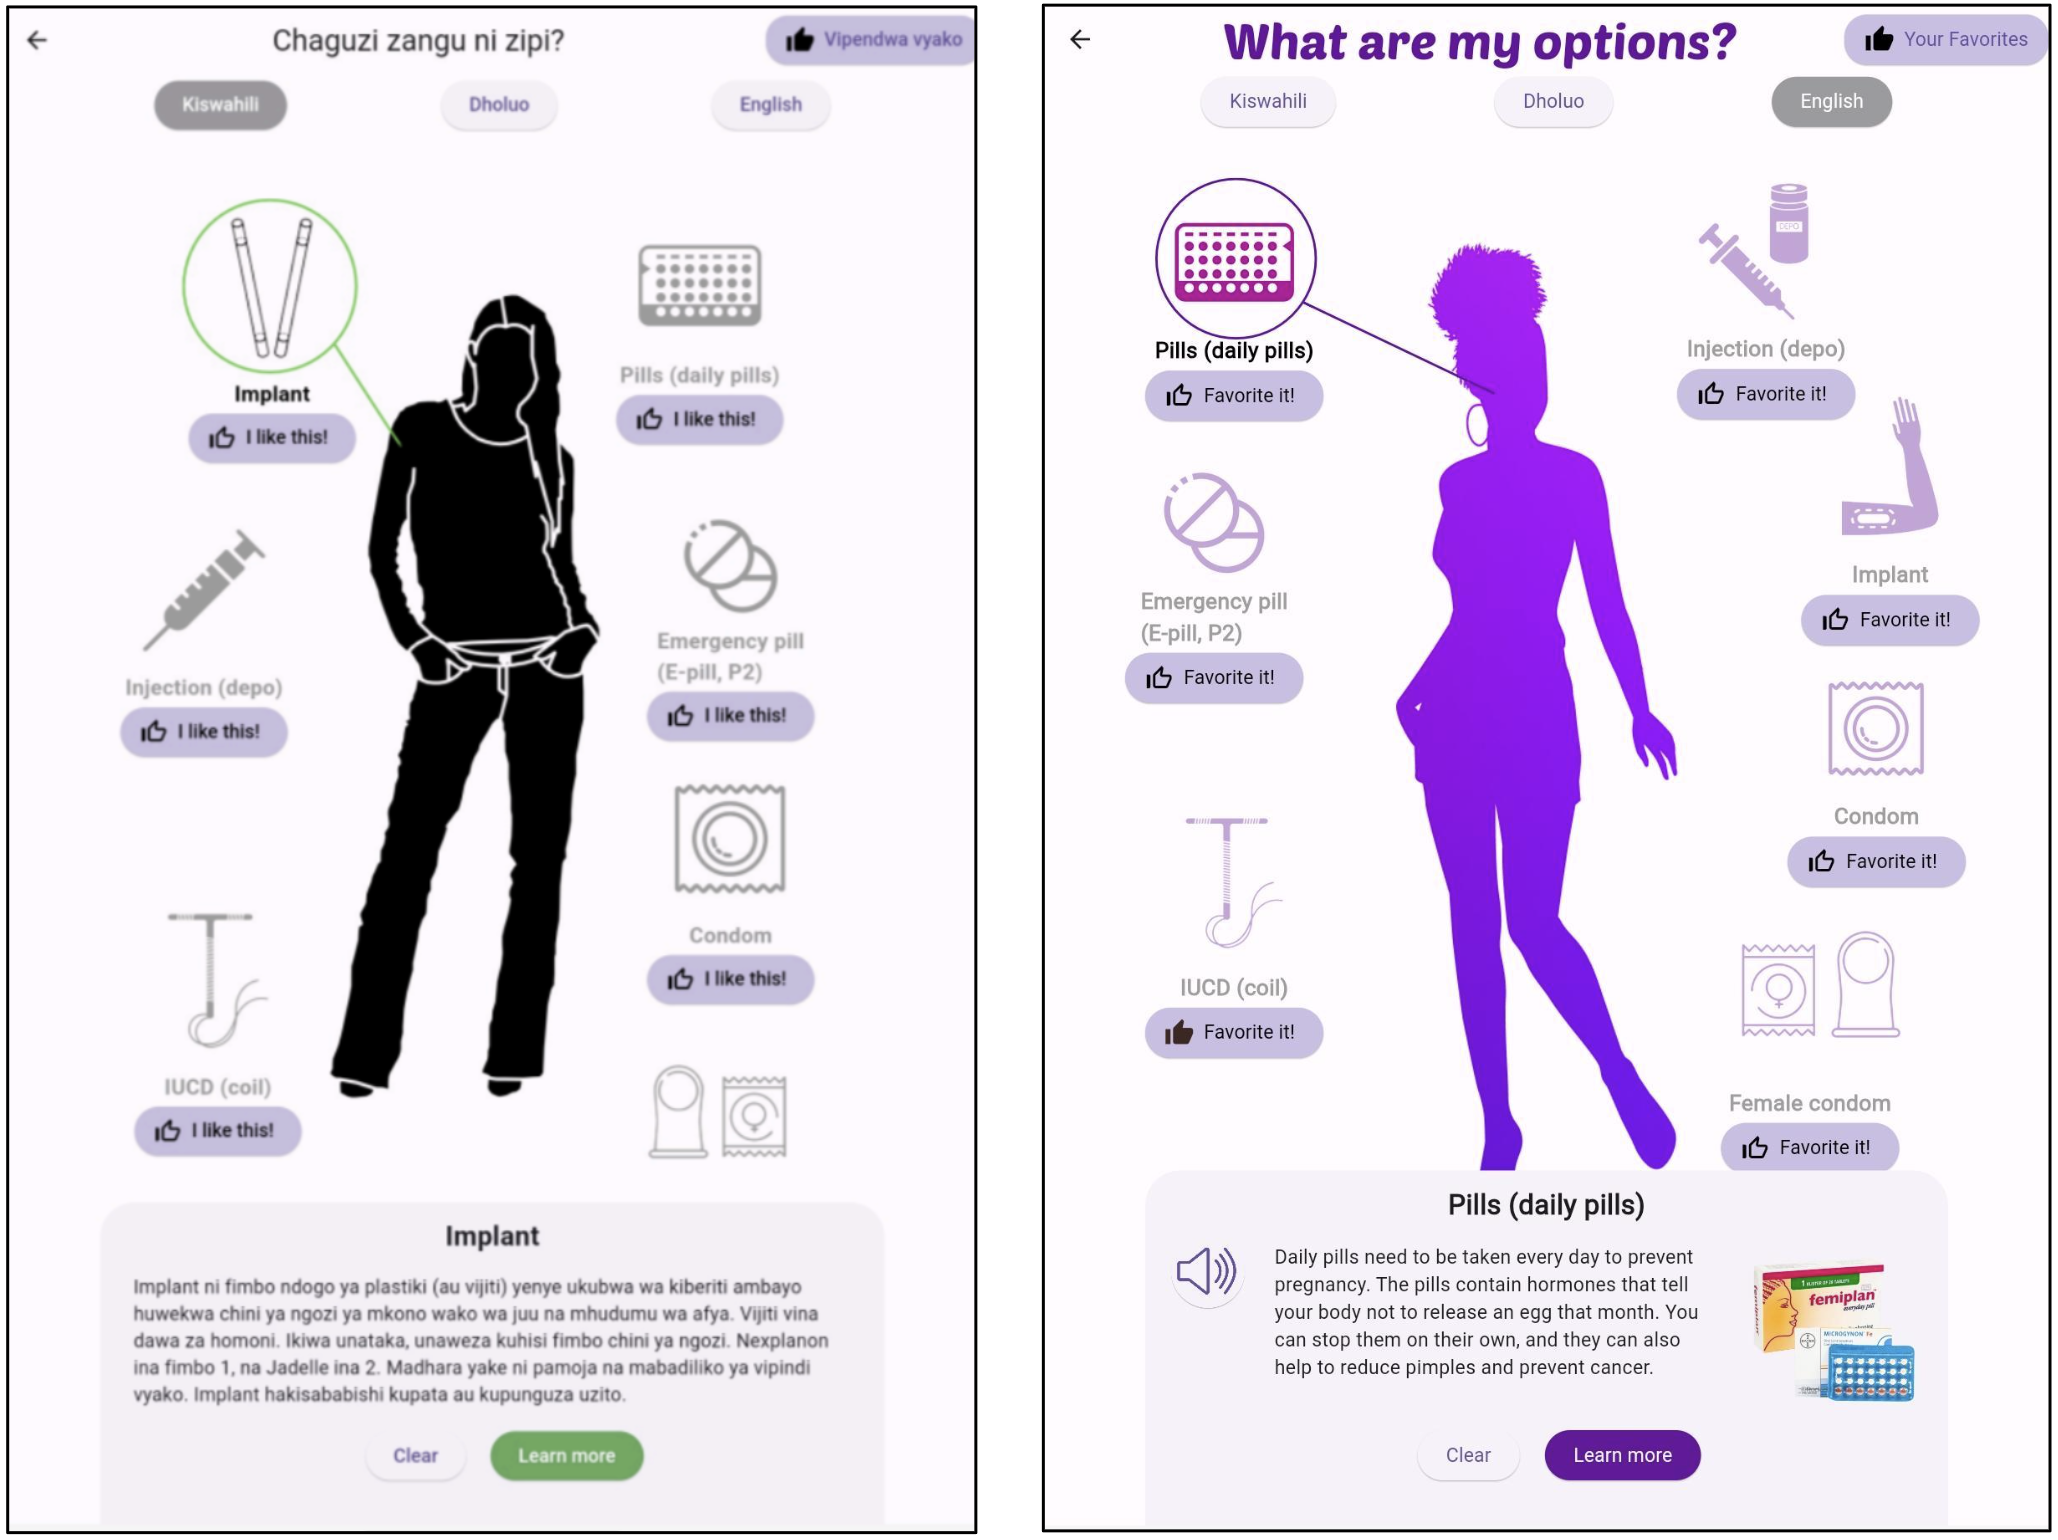 Chaguzi zangu ni zipi?
Vipendwa vyako
Kiswahili
Dholuo
English
Implant
I like this!
Pills (daily pills)
I like this!
Injection (depo)
I like this!
Emergency pill
(E-pill, P2)
I like this!
Condom
I like this!
IUCD (coil)
I like this!
Implant
Implant ni fimbo ndogo ya plastiki (au vijiti) yenye ukubwa wa kiberiti ambayo
huwekwa chini ya ngozi ya mkono wako wa juu na mhudumu wa afya. Vijiti vina
dawa za homoni. Ikiwa unataka, unaweza kuhisi fimbo chini ya ngozi. Nexplanon
ina fimbo 1, na Jadelle ina 2. Madhara yake ni pamoja na mabadiliko ya vipindi
vyako. Implant hakisababishi kupata au kupunguza uzito.
Clear
Learn more
What are my options?
Your Favorites
Kiswahili
Dholuo
English
Pills (daily pills)
Favorite it!
DEPO
Injection (depo)
Favorite it!
Emergency pill
(E-pill, P2)
Favorite it!
Implant
Favorite it!
Condom
Favorite it!
IUCD (coil)
Favorite it!
Female condom
Favorite it!
Pills (daily pills)
Daily pills need to be taken every day to prevent
pregnancy. The pills contain hormones that tell
your body not to release an egg that month. You
can stop them on their own, and they can also
help to reduce pimples and prevent cancer.
femiplan
everyday pill
MICROGYNON Fe
Clear
Learn more